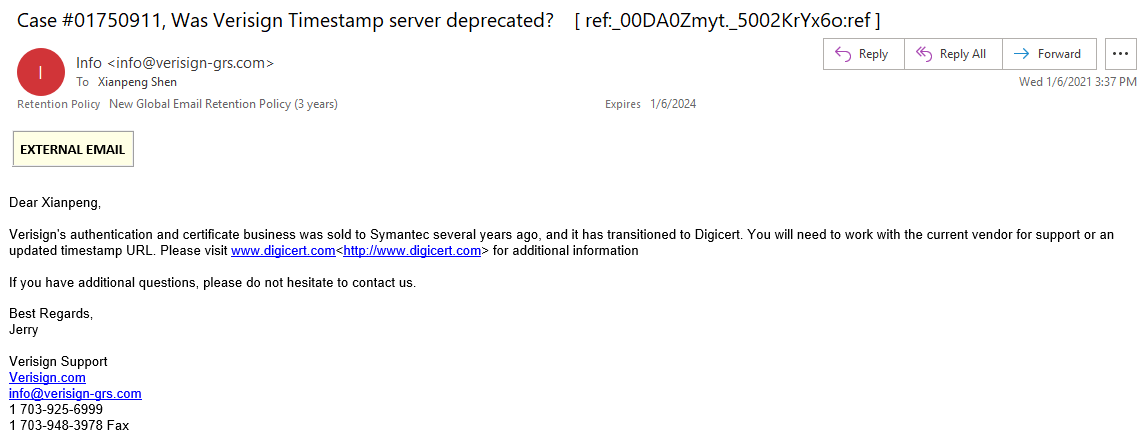 Case #01750911, Was Verisign Timestamp server deprecated? [ ref:_00DA0Zmyt._5002KrYx6o:ref ]
I
Info <info@verisign-grs.com>
Reply
Reply All
Forward
...
To Xianpeng Shen
Wed 1/6/2021 3:37 PM
Retention Policy New Global Email Retention Policy (3 years)
Expires 1/6/2024
EXTERNAL EMAIL
Dear Xianpeng,
Verisign's authentication and certificate business was sold to Symantec several years ago, and it has transitioned to Digicert. You will need to work with the current vendor for support or an
updated timestamp URL. Please visit www.digicert.com<http://www.digicert.com> for additional information
If you have additional questions, please do not hesitate to contact us.
Best Regards,
Jerry
Verisign Support
Verisign.com
info@verisign-grs.com
1 703-925-6999
1 703-948-3978 Fax